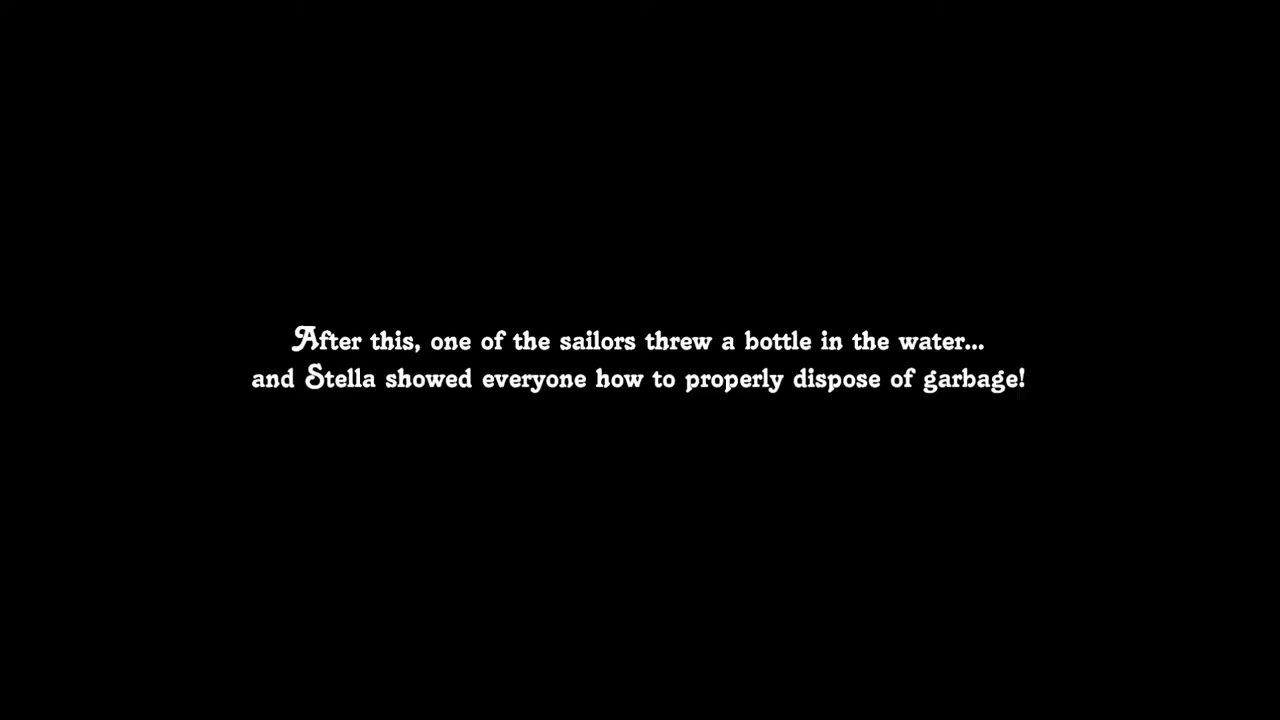 After this, one of the sailors threw a bottle in the water...
and Stella showed everyone how to properly dispose of garbage!